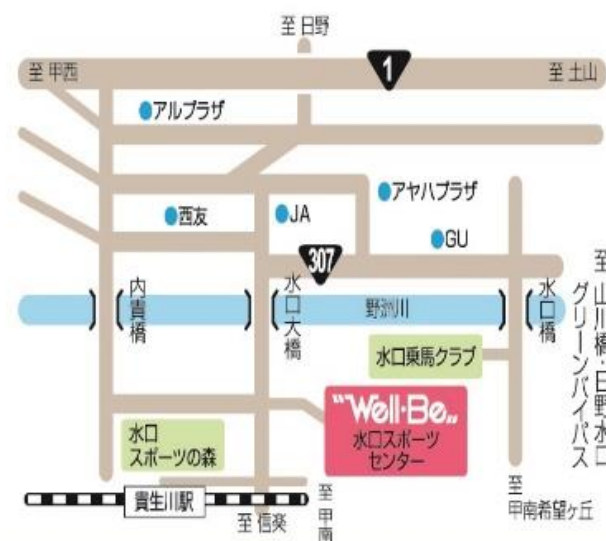 至 日野
至 甲西
1
至 土山
アルプラザ
アヤハプラザ
西友
JA
GU
307
内貴橋
水口大橋
野洲川
水口橋
至 山川橋・日野水口
グリーンバイパス
水口乗馬クラブ
"Well·Be"
水口スポーツ
センター
水口
スポーツの森
貴生川駅
至 信楽
至 甲南
至
甲南希望ケ丘